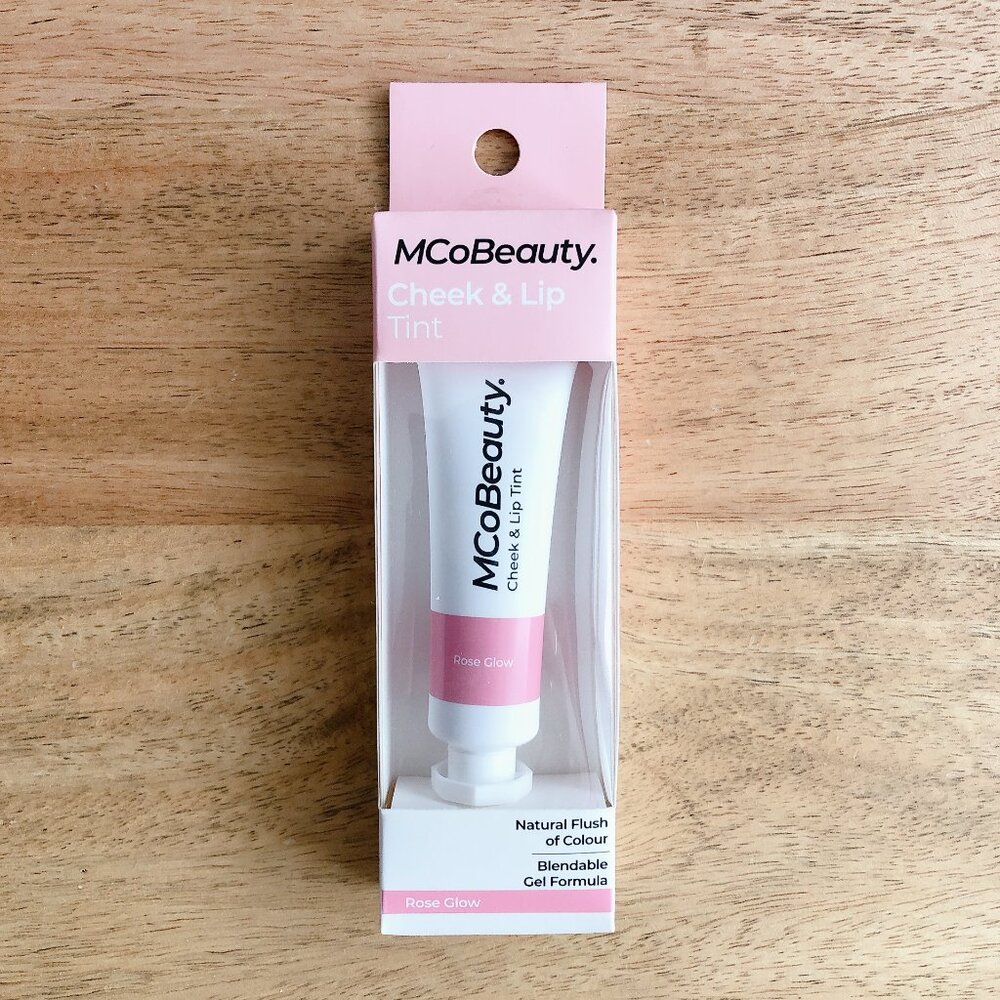 MCoBeauty.
Cheek & Lip
Tint
MCoBeauty.
Cheek & Lip Tint
Rose Glow
Natural Flush
of Colour
Blendable
Gel Formula
Rose Glow